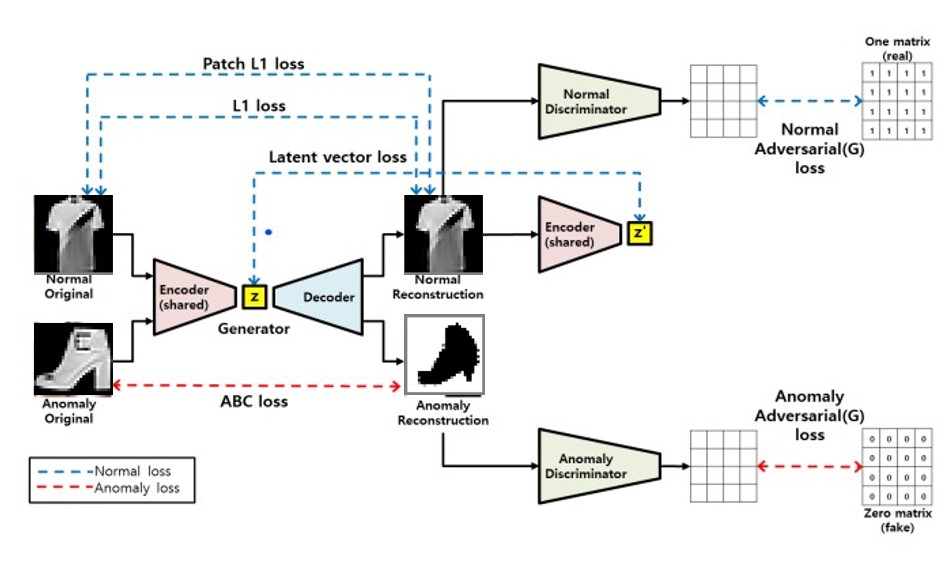 Patch L1 loss
L1 loss
Latent vector loss
Normal
Original
Anomaly
Original
Encoder
(shared)
z
Generator
Decoder
ABC loss
Normal
Reconstruction
Anomaly
Reconstruction
Normal
Discriminator
Encoder
(shared)
z'
Anomaly
Discriminator
Normal
Adversarial(G)
loss
One matrix
(real)
1 1 1 1
1 1 1 1
1 1 1 1
1 1 1 1
Anomaly
Adversarial(G)
loss
0 0 0 0
0 0 0 0
0 0 0 0
0 0 0 0
Zero matrix
(fake)
Normal loss
Anomaly loss